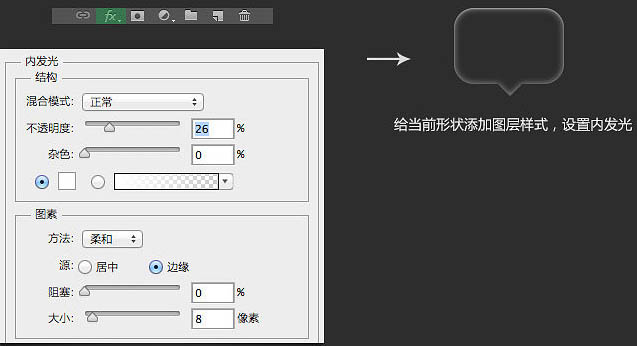 fx
内发光
结构
混合模式: 正常
不透明度: 26 %
杂色: 0 %
图素
方法: 柔和
源: 居中 边缘
阻塞: 0 %
大小: 8 像素
给当前形状添加图层样式，设置内发光